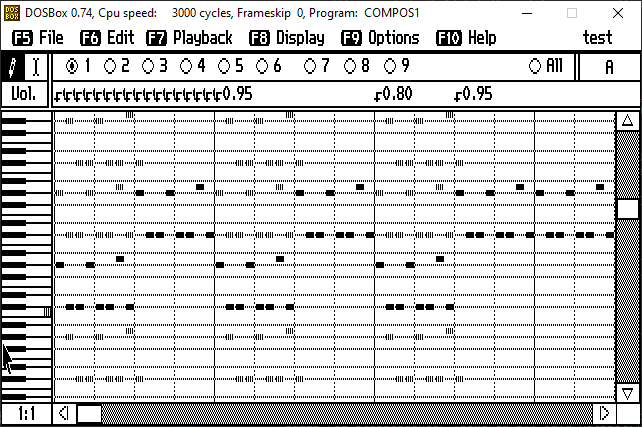 DOSBox 0.74, Cpu speed: 3000 cycles, Frameskip 0, Program: COMPOS1
F5 File F6 Edit F7 Playback F8 Display F9 Options F10 Help test
1 2 3 4 5 6 7 8 9 All A
Vol. 0.95 0.80 0.95
1:1